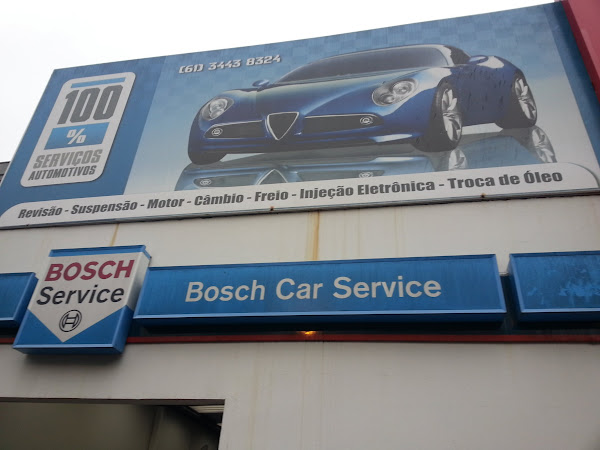 (61) 3443 8324
100
%
SERVIÇOS
AUTOMOTIVOS
Revisão - Suspensão - Motor - Câmbio - Freio - Injeção Eletrônica - Troca de Óleo
BOSCH
Service
Bosch Car Service